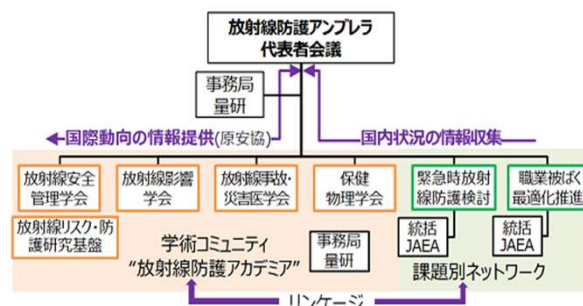 放射線防護アンブレラ
代表者会議
事務局
量研
国際動向の情報提供(原安協)
国内状況の情報収集
放射線安全
管理学会
放射線影響
学会
放射線事故・
災害医学会
保健
物理学会
緊急時放射
線防護検討
職業被ばく
最適化推進
放射線リスク・防
護研究基盤
学術コミュニティ
"放射線防護アカデミア"
事務局
量研
統括
JAEA
統括
JAEA
課題別ネットワーク
リンケージ